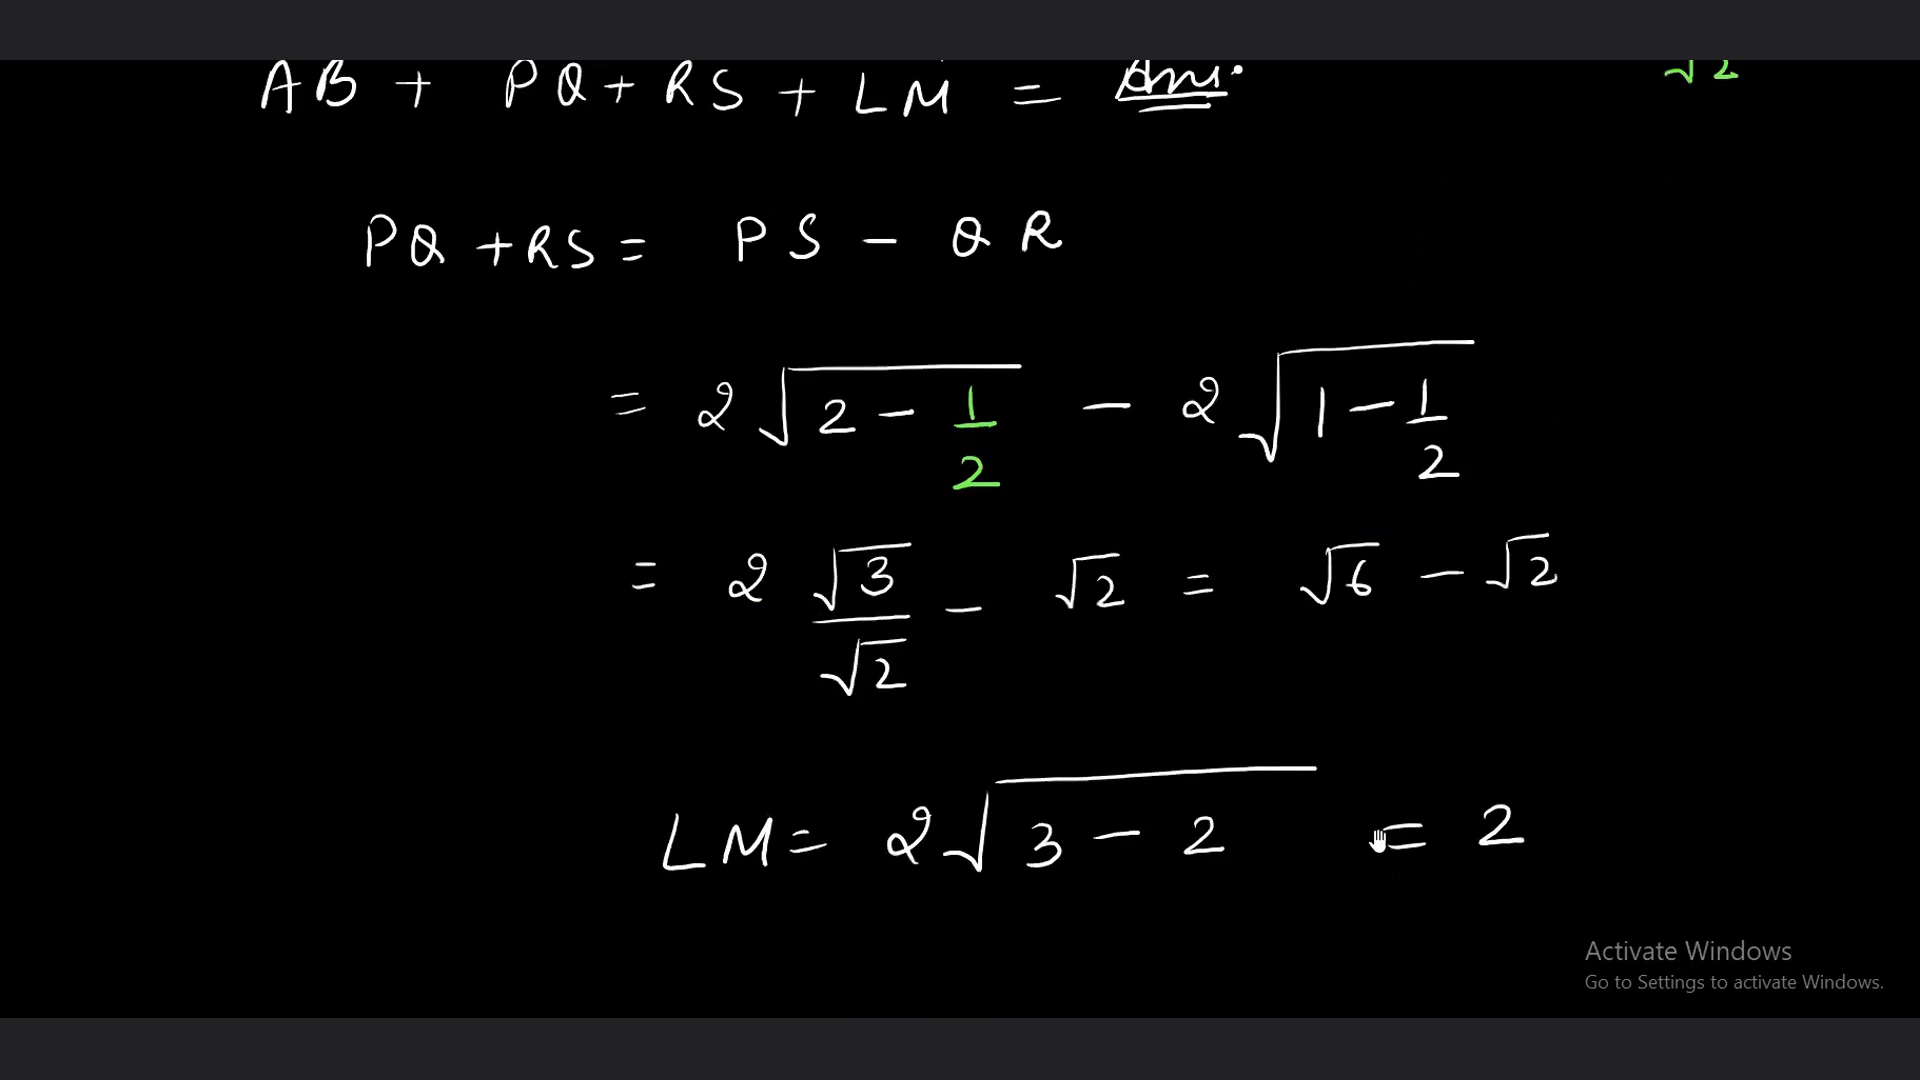 AB + PQ + RS + LM = Ans.
√2
PQ + RS = PS - QR
= 2√(2 - 1/2) - 2√(1 - 1/2)
= 2 √3/√2 - √2 = √6 - √2
LM = 2√(3 - 2) = 2
Activate Windows
Go to Settings to activate Windows.